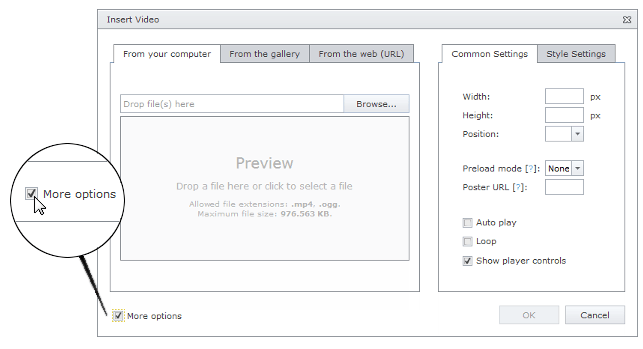 Insert Video
From your computer
From the gallery
From the web (URL)
Drop file(s) here
Browse...
Preview
Drop a file here or click to select a file
Allowed file extensions: .mp4. .ogg.
Maximum file size: 976.563 KB.
More options
More options
Common Settings
Style Settings
Width:
px
Height:
px
Position:
Preload mode [?]:
None
Poster URL [?]:
Auto play
Loop
Show player controls
OK
Cancel